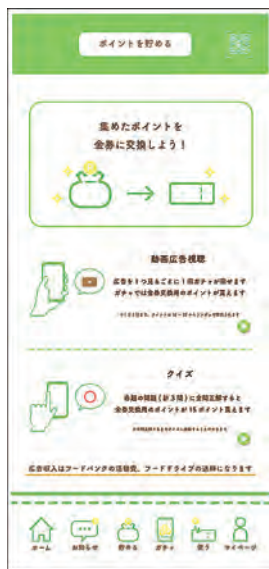 ポイントを貯める
集めたポイントを
金券に交換しよう！
動画広告視聴
広告を1つ見るごとに1回ガチャが回せます
ガチャでは金券交換用のポイントが貰えます
クイズ
各題の問題（計3問）に全問正解すると
金券交換用のポイントが15ポイント貰えます
広告収入はフードバンクの活動費、フードドライブの送料になります
ホーム
お知らせ
貯める
ガチャ
使う
マイページ